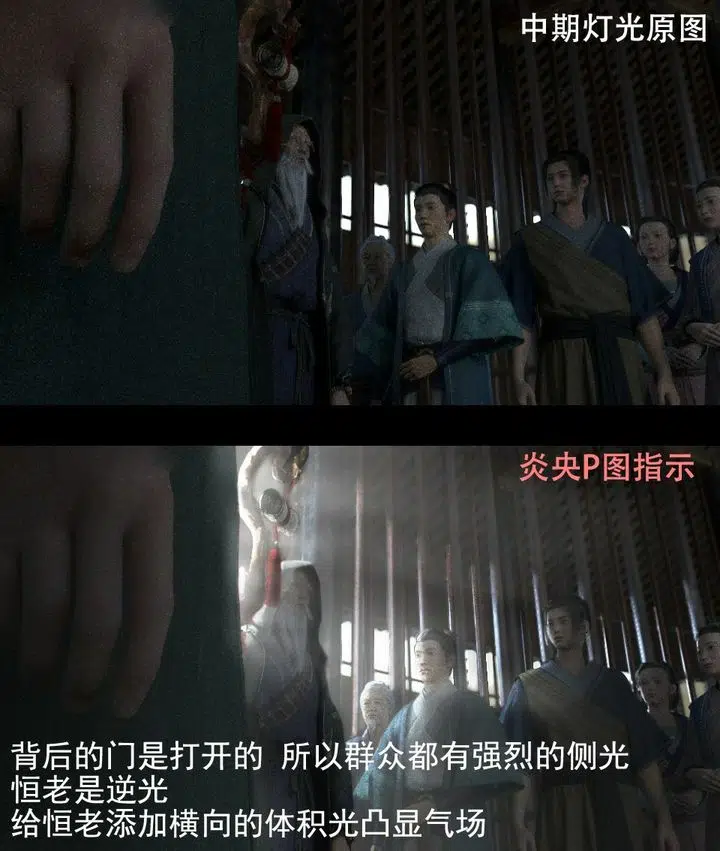 中期灯光原图
炎央P图指示
背后的门是打开的 所以群众都有强烈的侧光
恒老是逆光
给恒老添加横向的体积光凸显气场